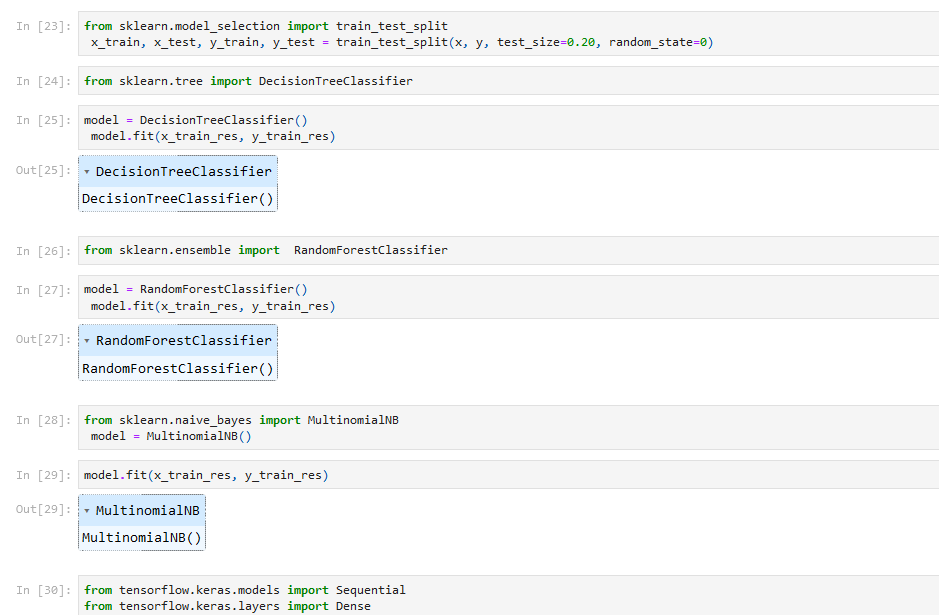 In [23]: from sklearn.model_selection import train_test_split
 x_train, x_test, y_train, y_test = train_test_split(x, y, test_size=0.20, random_state=0)
In [24]: from sklearn.tree import DecisionTreeClassifier
In [25]: model = DecisionTreeClassifier()
 model.fit(x_train_res, y_train_res)
Out[25]: ▾ DecisionTreeClassifier
DecisionTreeClassifier()
In [26]: from sklearn.ensemble import  RandomForestClassifier
In [27]: model = RandomForestClassifier()
 model.fit(x_train_res, y_train_res)
Out[27]: ▾ RandomForestClassifier
RandomForestClassifier()
In [28]: from sklearn.naive_bayes import MultinomialNB
 model = MultinomialNB()
In [29]: model.fit(x_train_res, y_train_res)
Out[29]: ▾ MultinomialNB
MultinomialNB()
In [30]: from tensorflow.keras.models import Sequential
from tensorflow.keras.layers import Dense